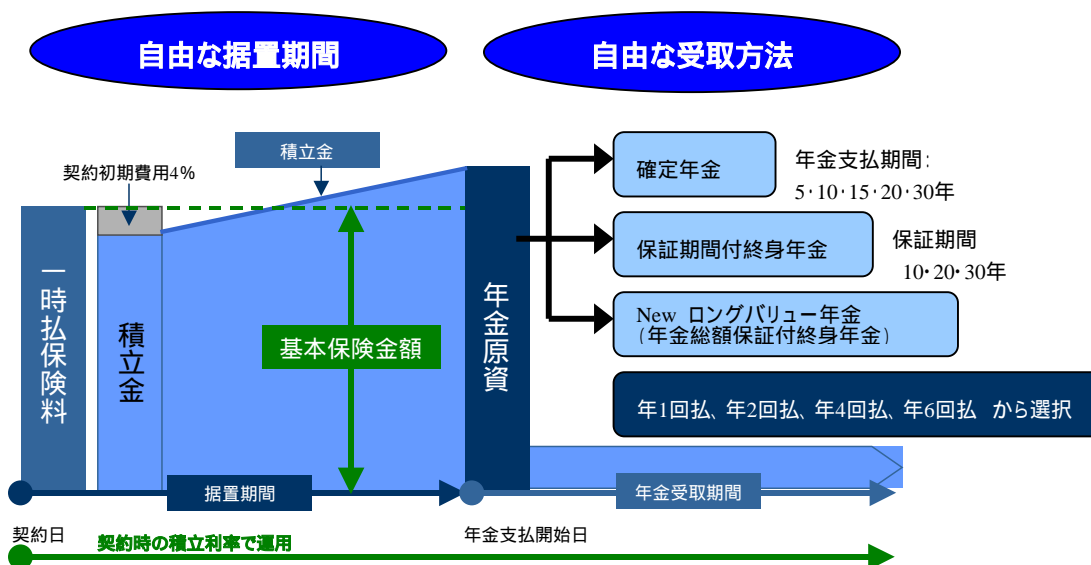 自由な据置期間
自由な受取方法
契約初期費用4%
積立金
一時払保険料
積立金
基本保険金額
年金原資
確定年金
年金支払期間:
5･10･15･20･30年
保証期間付終身年金
保証期間
10･20･30年
New ロングバリュー年金
(年金総額保証付終身年金)
年1回払、年2回払、年4回払、年6回払 から選択
据置期間
年金受取期間
契約日
年金支払開始日
契約時の積立利率で運用